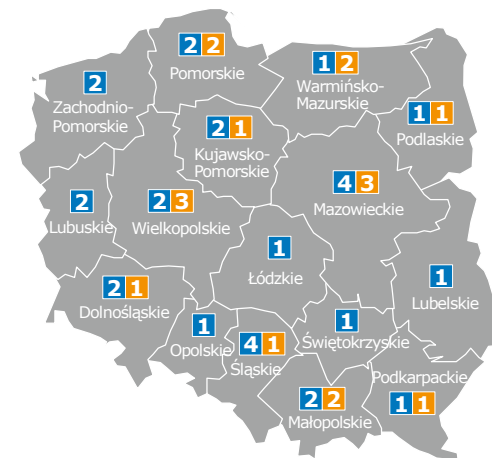 2 2
Pomorskie
1 2
Warmińsko-
Mazurskie
2
Zachodnio-
Pomorskie
1 1
Podlaskie
2 1
Kujawsko-
Pomorskie
4 3
Mazowieckie
2
Lubuskie
2 3
Wielkopolskie
1
Łódzkie
1
Lubelskie
2 1
Dolnośląskie
1
Opolskie
4 1
Śląskie
1
Świętokrzyskie
Podkarpackie
1 1
2 2
Małopolskie